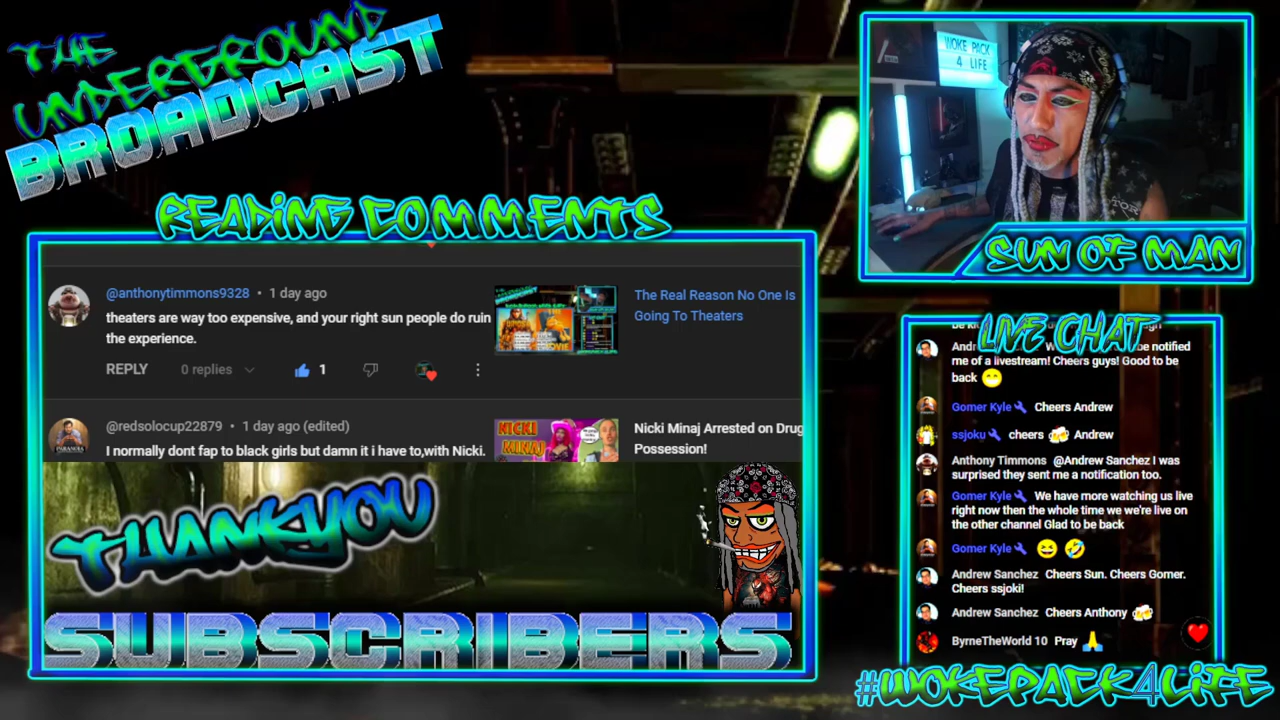 THE
UNDERGROUND
BROADCAST
WOKE PACK
4 LIFE
SUN OF MAN
READING COMMENTS
@anthonytimmons9328 • 1 day ago
theaters are way too expensive, and your right sun people do ruin
the experience.
REPLY 0 replies 1
The Real Reason No One Is
Going To Theaters
@redsolocup22879 • 1 day ago (edited)
I normally dont fap to black girls but damn it i have to,with Nicki.
NICKI
MINAJ
Nicki Minaj Arrested on Drug
Possession!
THANKYOU
SUBSCRIBERS
LIVE CHAT
be notified
me of a livestream! Cheers guys! Good to be
back 😁
Gomer Kyle🔧 Cheers Andrew
ssjoku🔧 cheers 🍻 Andrew
Anthony Timmons @Andrew Sanchez I was
surprised they sent me a notification too.
Gomer Kyle🔧 We have more watching us live
right now then the whole time we we're live on
the other channel Glad to be back
Gomer Kyle🔧 😆 🤣
Andrew Sanchez Cheers Sun. Cheers Gomer.
Cheers ssjoki!
Andrew Sanchez Cheers Anthony 🍻
ByrneTheWorld 10 Pray 🙏
#WOKEPACK4LIFE